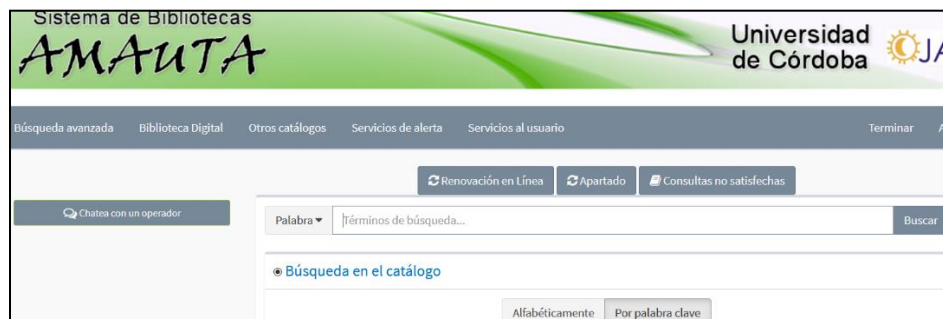 Sistema de Bibliotecas
AMAUTA
Universidad
de Córdoba
JA
Búsqueda avanzada Biblioteca Digital Otros catálogos Servicios de alerta Servicios al usuario Terminar A
Renovación en Línea Apartado Consultas no satisfechas
Chatea con un operador
Palabra Términos de búsqueda... Buscar
Búsqueda en el catálogo
Alfabéticamente Por palabra clave